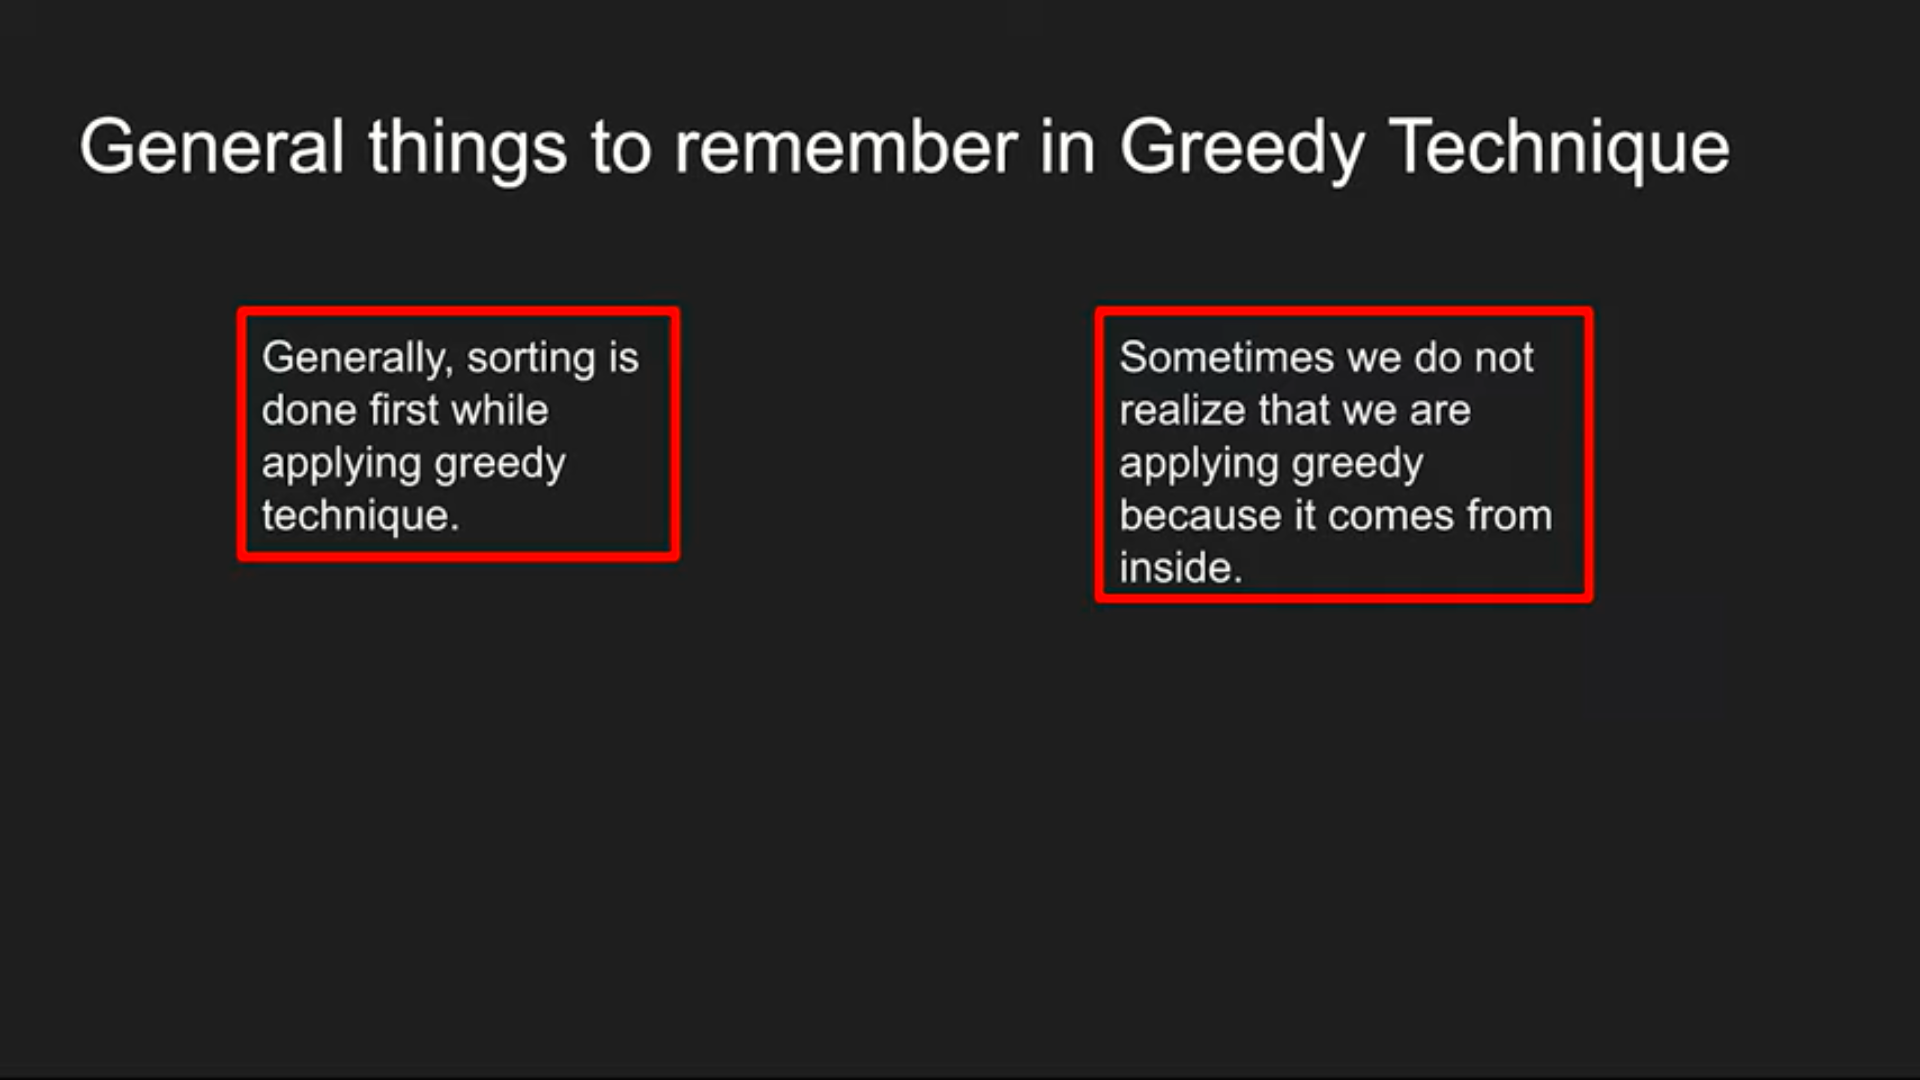 General things to remember in Greedy Technique
Generally, sorting is
done first while
applying greedy
technique.
Sometimes we do not
realize that we are
applying greedy
because it comes from
inside.